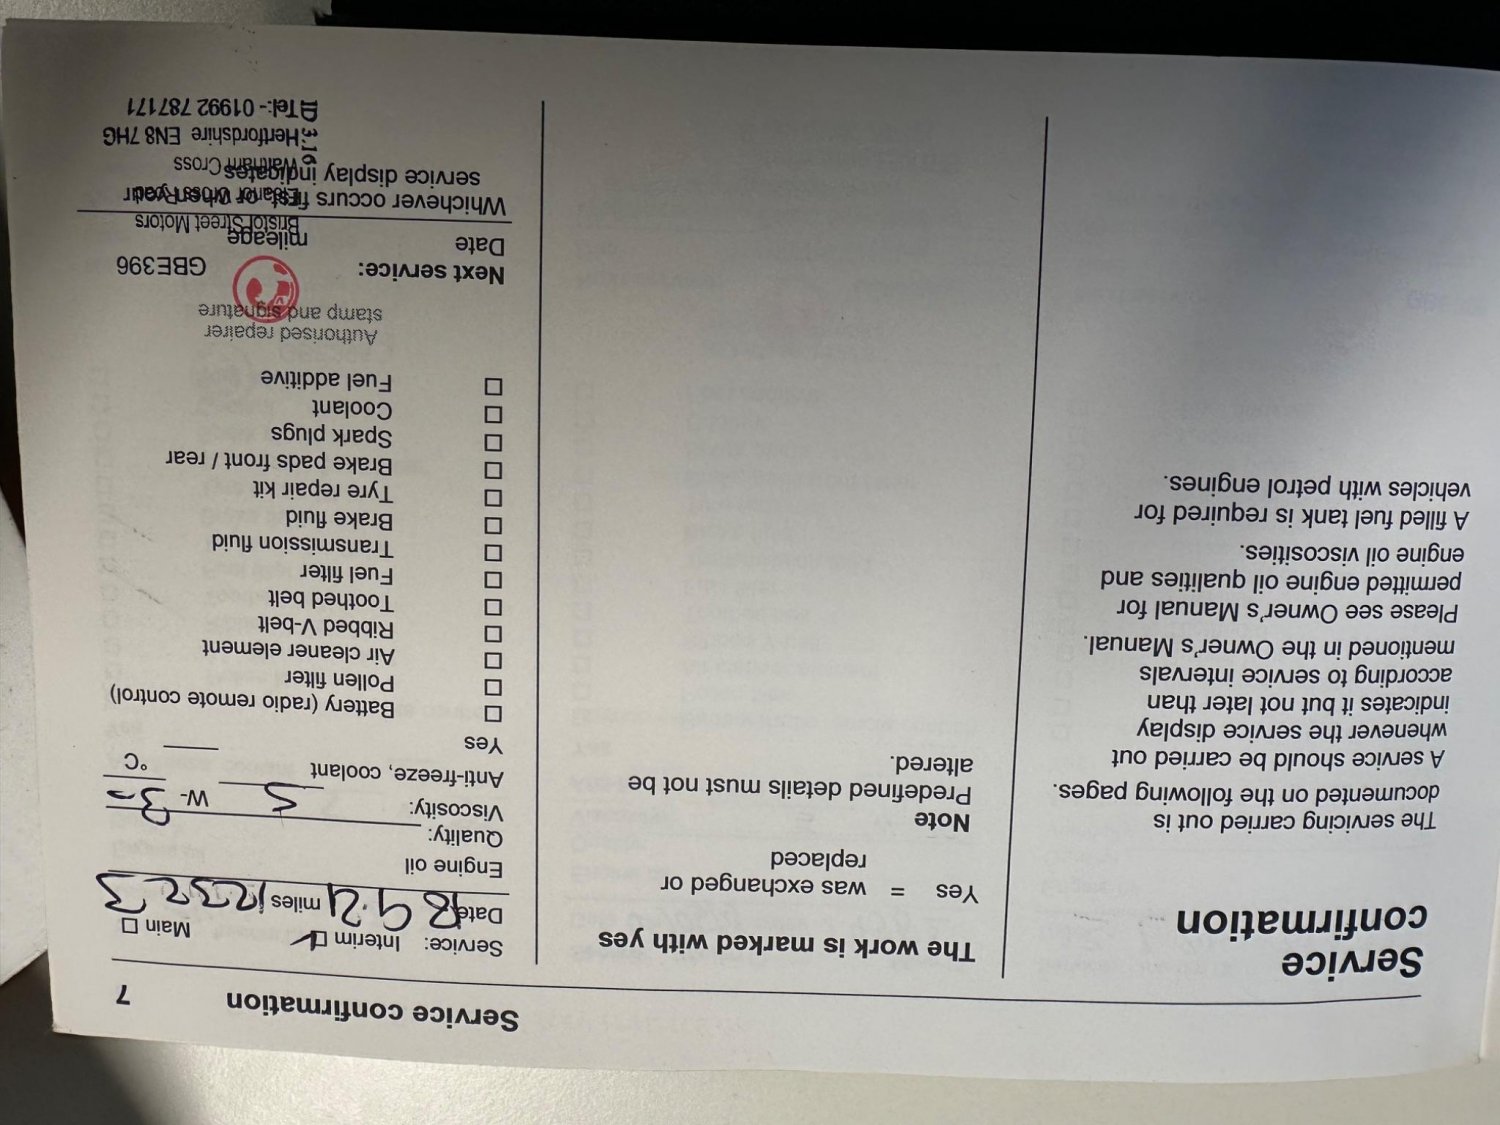 Service confirmation 7
Service
confirmation
The servicing carried out is
documented on the following pages.
A service should be carried out
whenever the service display
indicates it but not later than
according to service intervals
mentioned in the Owner's Manual.
Please see Owner's Manual for
permitted engine oil qualities and
engine oil viscosities.
A filled fuel tank is required for
vehicles with petrol engines.
The work is marked with yes
Yes = was exchanged or
replaced
Note
Predefined details must not be
altered.
Service: Interim Main
Date miles
Engine oil
Quality:
Viscosity: 5 W- 30
Anti-freeze, coolant °C
Yes
Battery (radio remote control)
Pollen filter
Air cleaner element
Ribbed V-belt
Toothed belt
Fuel filter
Transmission fluid
Brake fluid
Tyre repair kit
Brake pads front / rear
Spark plugs
Coolant
Fuel additive
Authorised repairer
stamp and signature
Next service: GBE396
Date mileage
Bristol Street Motors
Whichever occurs first or when your
Cross Road
service display indicates
Waltham Cross
Hertfordshire EN8 7HG
Tel:- 01992 787171
ID 3.16